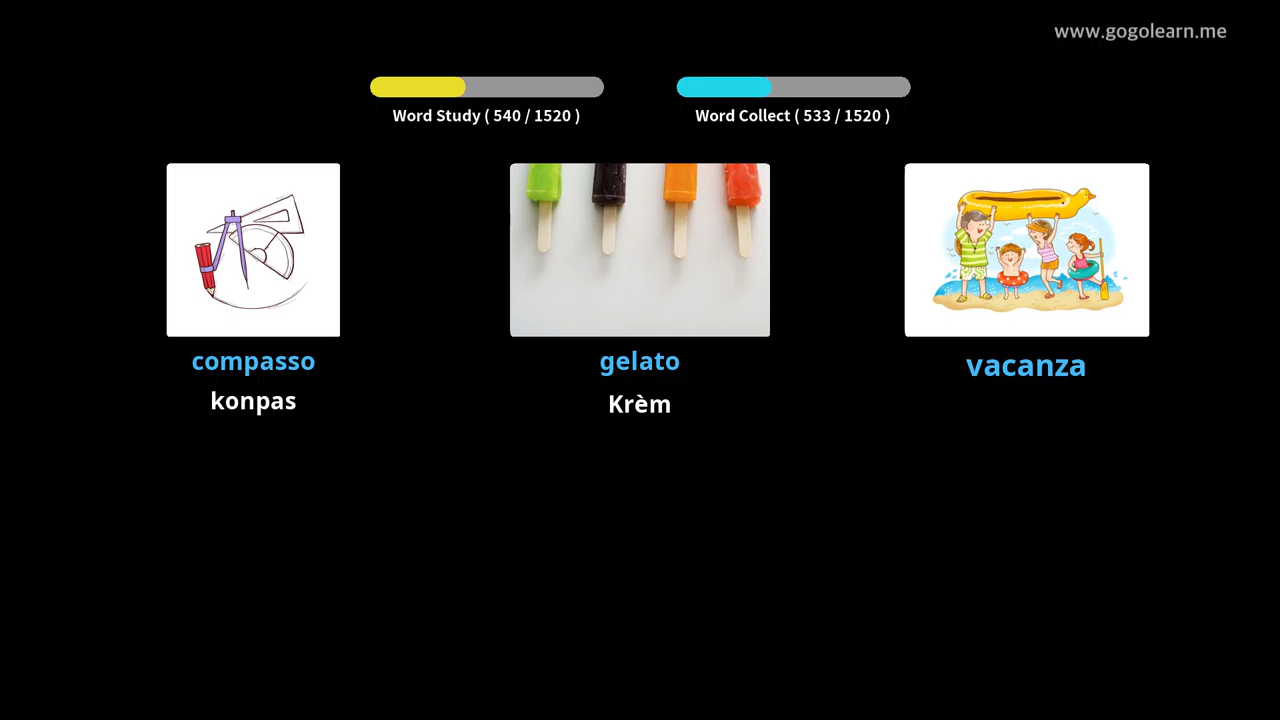 www.gogolearn.me
Word Study ( 540 / 1520 )
Word Collect ( 533 / 1520 )
compasso
konpas
gelato
Krèm
vacanza